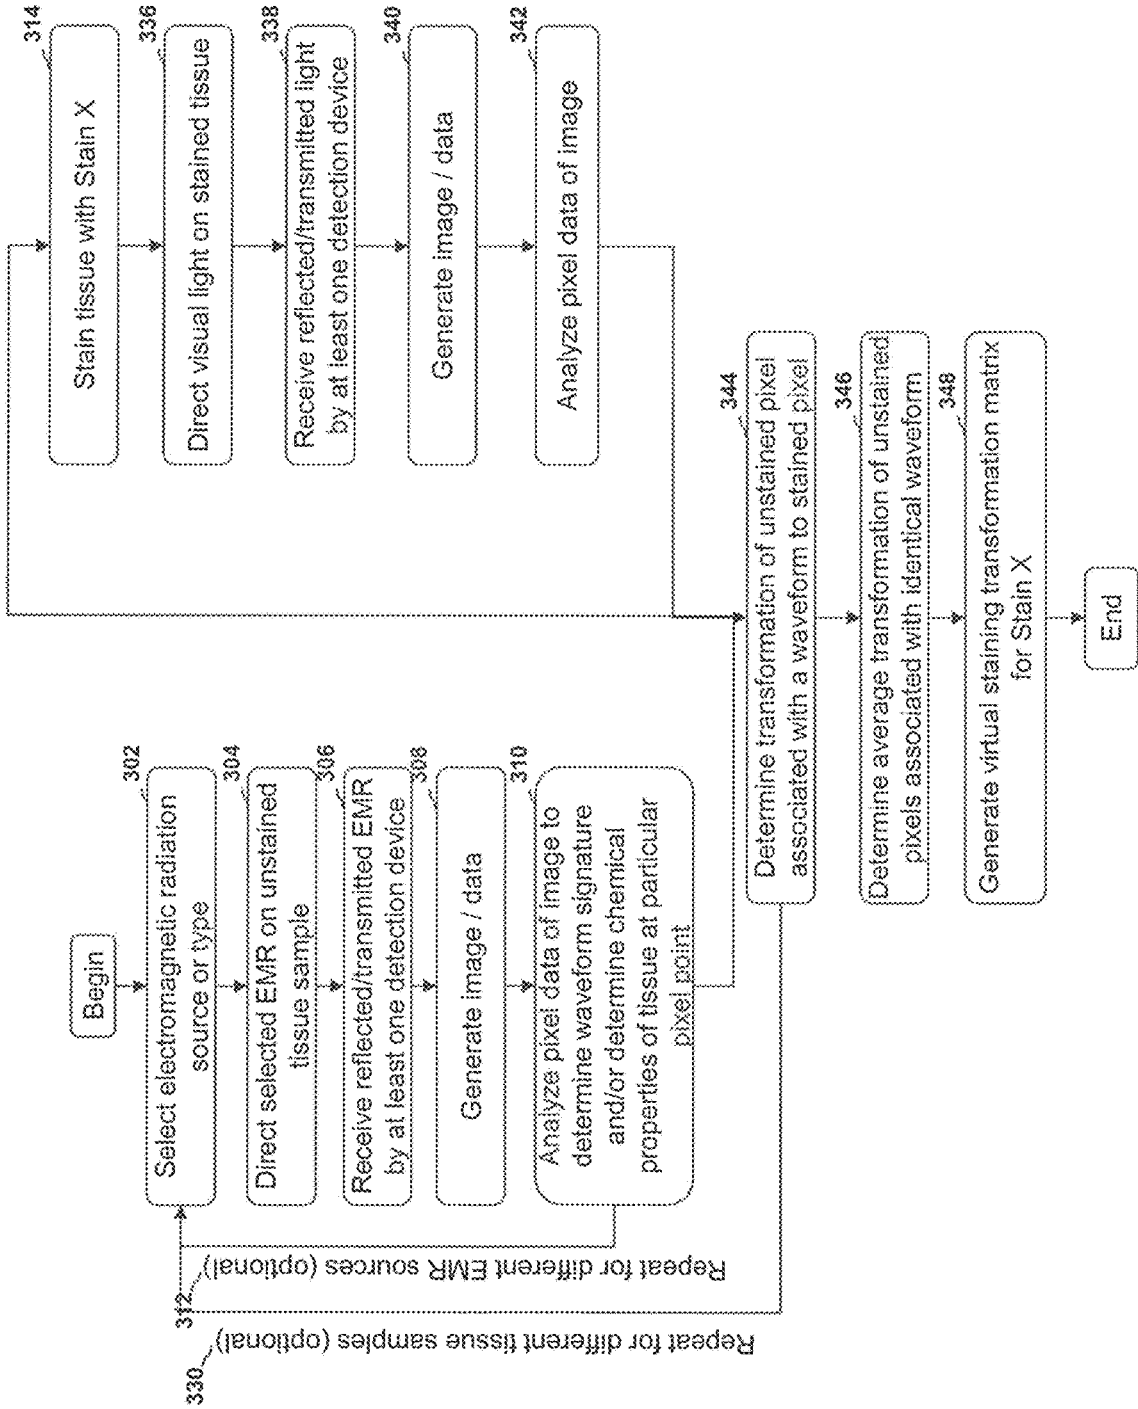 Begin
302
Select electromagnetic radiation
source or type
304
Direct selected EMR on unstained
tissue sample
306
Receive reflected/transmitted EMR
by at least one detection device
308
Generate image / data
310
Analyze pixel data of image to
determine waveform signature
and/or determine chemical
properties of tissue at particular
pixel point
312
Repeat for different EMR sources (optional)
330
Repeat for different tissue samples (optional)
314
Stain tissue with Stain X
336
Direct visual light on stained tissue
338
Receive reflected/transmitted light
by at least one detection device
340
Generate image / data
342
Analyze pixel data of image
344
Determine transformation of unstained pixel
associated with a waveform to stained pixel
346
Determine average transformation of unstained
pixels associated with identical waveform
348
Generate virtual staining transformation matrix
for Stain X
End